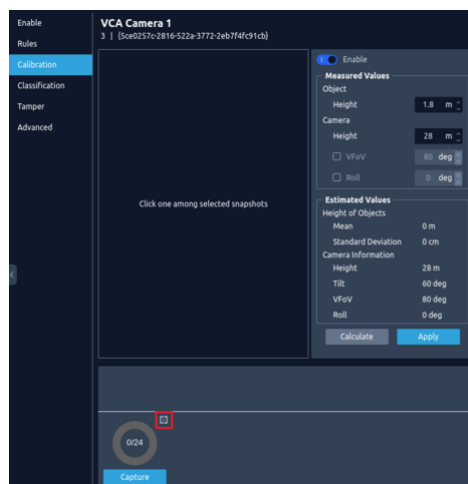 Enable
Rules
Calibration
Classification
Tamper
Advanced
VCA Camera 1
3 | {5ce0257c-2816-522a-3772-2eb7f4fc91cb}
Click one among selected snapshots
Enable
Measured Values
Object
Height 1.8 m
Camera
Height 28 m
VFoV 80 deg
Roll 0 deg
Estimated Values
Height of Objects
Mean 0 m
Standard Deviation 0 cm
Camera Information
Height 28 m
Tilt 60 deg
VFoV 80 deg
Roll 0 deg
Calculate Apply
0/24
Capture